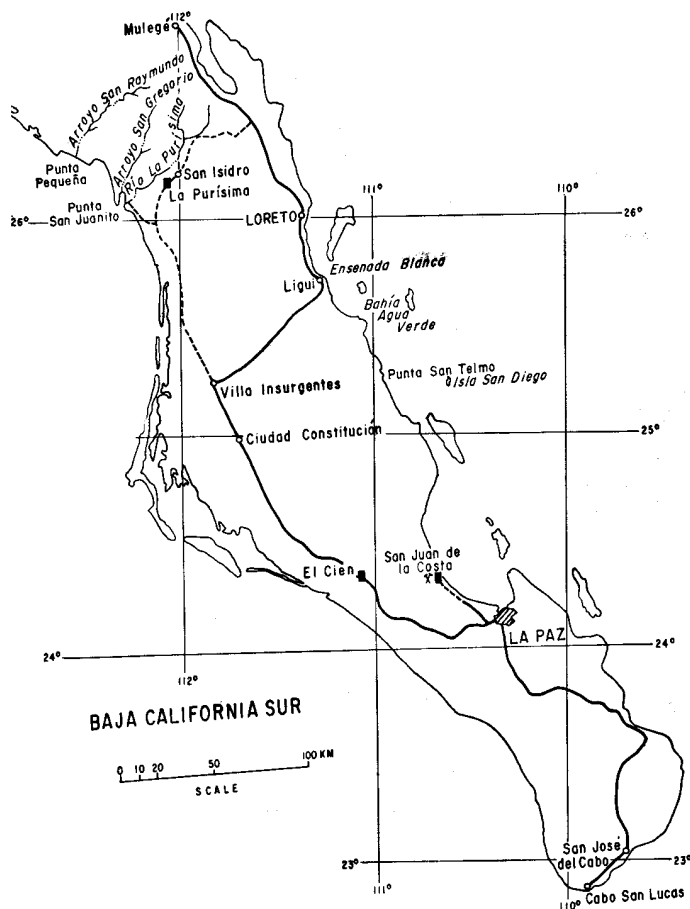 112°
Mulegé
Arroyo San Raymundo
Arroyo San Gregorio
Río La Purísima
Punta
Pequeña
San Isidro
La Purísima
111°
110°
Punta
San Juanito
26°
LORETO
26°
Ensenada Blanca
Ligui
Bahía
Agua
Verde
Punta San Telmo
Isla San Diego
Villa Insurgentes
Ciudad Constitución
25°
San Juan de
la Costa
El Cien
LA PAZ
24°
24°
112°
BAJA CALIFORNIA SUR
0 10 20 50 100 KM
SCALE
San José
del Cabo
23°
23°
111°
110°
Cabo San Lucas